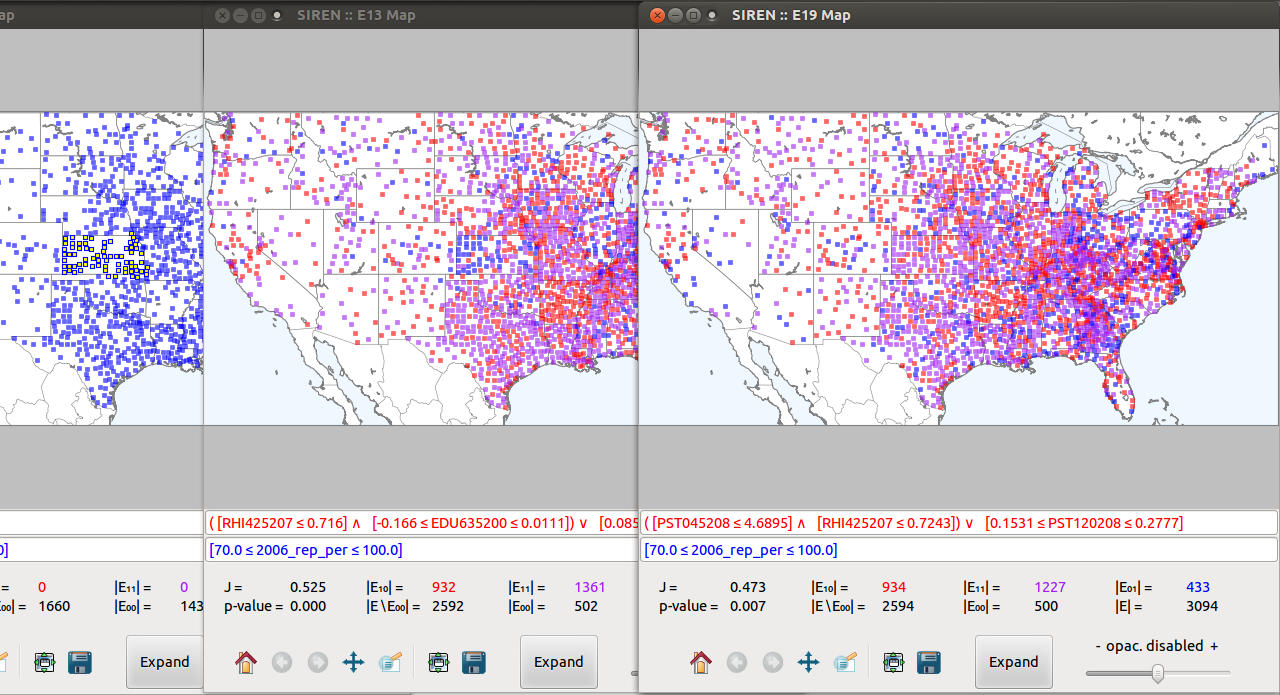 ap
SIREN :: E13 Map
SIREN :: E19 Map
( [RHI425207 ≤ 0.716] ∧ [-0.166 ≤ EDU635200 ≤ 0.0111]) ∨ [0.085
( [PST045208 ≤ 4.6895] ∧ [RHI425207 ≤ 0.7243]) ∨ [0.1531 ≤ PST120208 ≤ 0.2777]
0]
[70.0 ≤ 2006_rep_per ≤ 100.0]
[70.0 ≤ 2006_rep_per ≤ 100.0]
= 0 |E₁₁| = 0
J = 0.525 |E₁₀| = 932 |E₁₁| = 1361
J = 0.473 |E₁₀| = 934 |E₁₁| = 1227 |E₀₁| = 433
E₀₀| = 1660 |E₀₀| = 143
p-value = 0.000 |E\E₀₀| = 2592 |E₀₀| = 502
p-value = 0.007 |E\E₀₀| = 2594 |E₀₀| = 500 |E| = 3094
- opac. disabled +
Expand
Expand
Expand